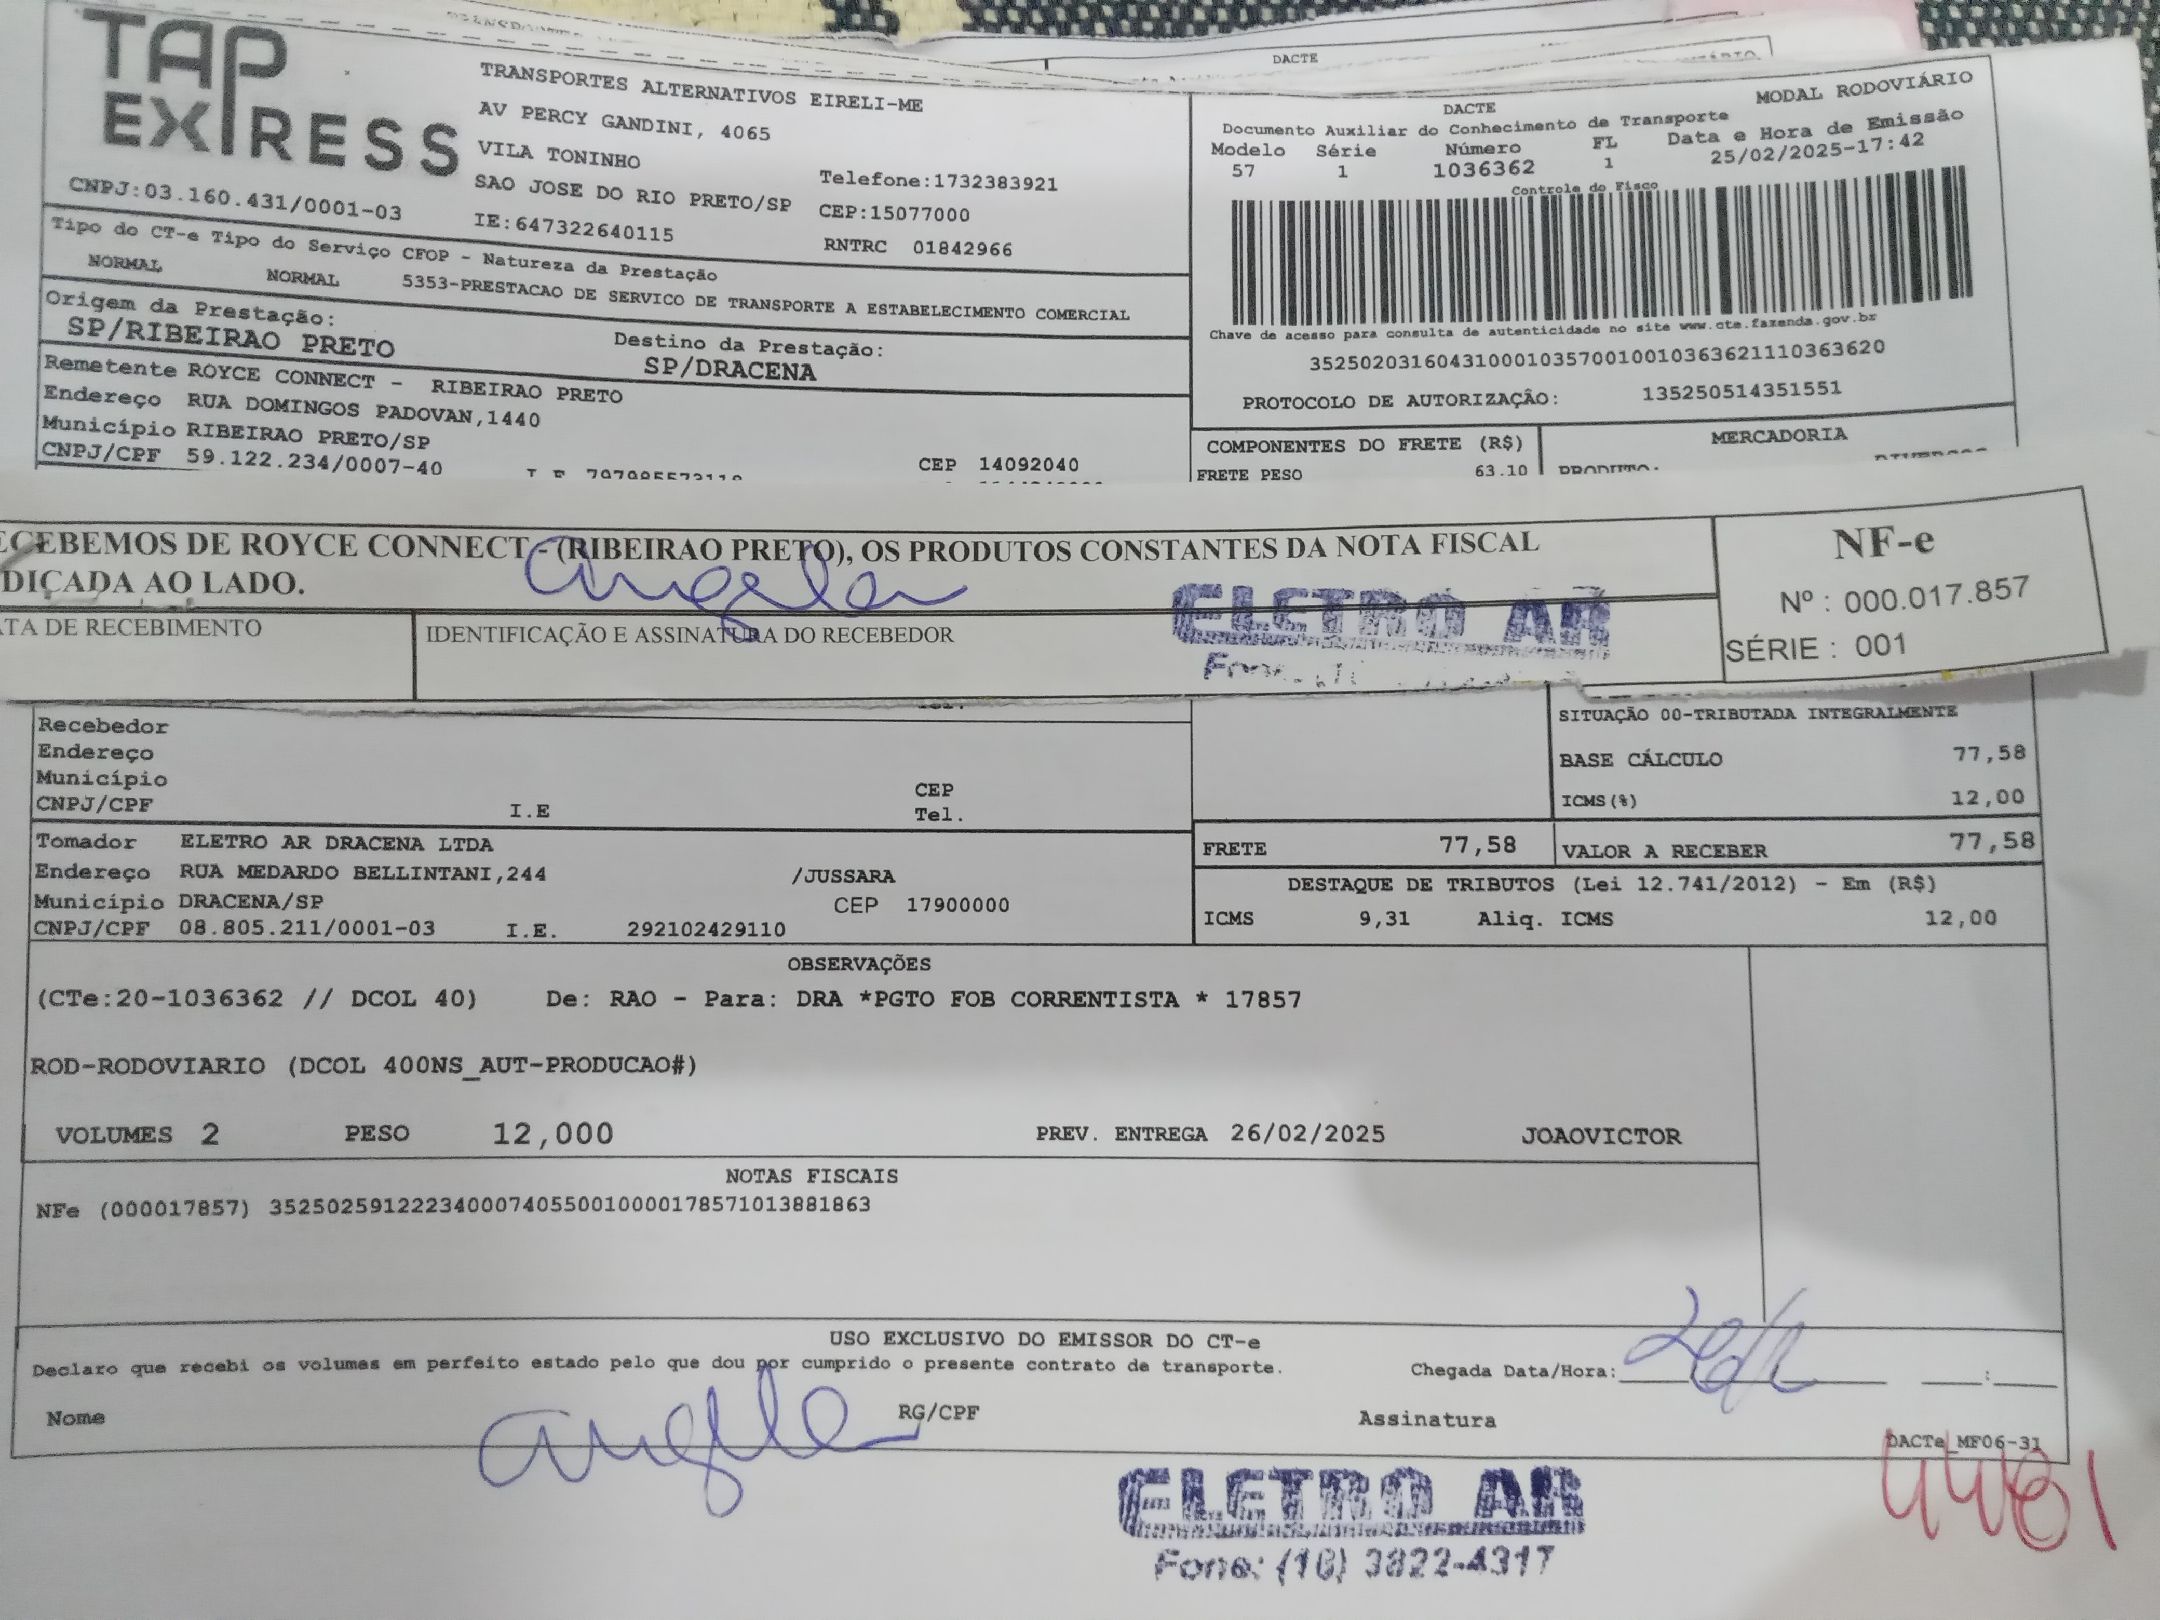 DACTE
TAP EXPRESS
TRANSPORTES ALTERNATIVOS EIRELI-ME
AV PERCY GANDINI, 4065
VILA TONINHO
SAO JOSE DO RIO PRETO/SP
IE:647322640115
Telefone:1732383921
CEP:15077000
RNTRC 01842966
CNPJ:03.160.431/0001-03
DACTE
MODAL RODOVIÁRIO
Documento Auxiliar do Conhecimento de Transporte
Modelo Série Número FL Data e Hora de Emissão
57 1 1036362 1 25/02/2025-17:42
Controle do Fisco
Chave de acesso para consulta de autenticidade no site www.cte.fazenda.gov.br
35250203160431000103570010010363621110363620
PROTOCOLO DE AUTORIZAÇÂO: 135250514351551
Tipo do CT-e Tipo do Serviço CFOP - Natureza da Prestação
NORMAL NORMAL 5353-PRESTACAO DE SERVICO DE TRANSPORTE A ESTABELECIMENTO COMERCIAL
Origem da Prestação:
SP/RIBEIRAO PRETO
Destino da Prestação:
SP/DRACENA
Remetente ROYCE CONNECT - RIBEIRAO PRETO
Endereço RUA DOMINGOS PADOVAN,1440
Município RIBEIRAO PRETO/SP
CNPJ/CPF 59.122.234/0007-40
CEP 14092040
COMPONENTES DO FRETE (R$)
FRETE PESO 63.10
MERCADORIA
PRODUTO:
ECEBEMOS DE ROYCE CONNECT - (RIBEIRAO PRETO), OS PRODUTOS CONSTANTES DA NOTA FISCAL
DICADA AO LADO.
Angela
ELETRO AR
NF-e
Nº : 000.017.857
SÉRIE : 001
ATA DE RECEBIMENTO
IDENTIFICAÇÃO E ASSINATURA DO RECEBEDOR
Recebedor
Endereço
Município
CNPJ/CPF I.E
CEP
Tel.
SITUAÇÃO 00-TRIBUTADA INTEGRALMENTE
BASE CÁLCULO 77,58
ICMS(%) 12,00
Tomador ELETRO AR DRACENA LTDA
Endereço RUA MEDARDO BELLINTANI,244 /JUSSARA
Município DRACENA/SP CEP 17900000
CNPJ/CPF 08.805.211/0001-03 I.E. 292102429110
FRETE 77,58 VALOR A RECEBER 77,58
DESTAQUE DE TRIBUTOS (Lei 12.741/2012) - Em (R$)
ICMS 9,31 Aliq. ICMS 12,00
OBSERVAÇÕES
(CTe:20-1036362 // DCOL 40) De: RAO - Para: DRA *PGTO FOB CORRENTISTA * 17857
ROD-RODOVIARIO (DCOL 400NS_AUT-PRODUCAO#)
VOLUMES 2 PESO 12,000 PREV. ENTREGA 26/02/2025 JOAOVICTOR
NOTAS FISCAIS
NFe (000017857) 35250259122234000740550010000178571013881863
USO EXCLUSIVO DO EMISSOR DO CT-e
Declaro que recebi os volumes em perfeito estado pelo que dou por cumprido o presente contrato de transporte.
Chegada Data/Hora:
Nome Angela RG/CPF Assinatura
DACTe_MF06-31
ELETRO AR
Fone: (18) 3822-4317